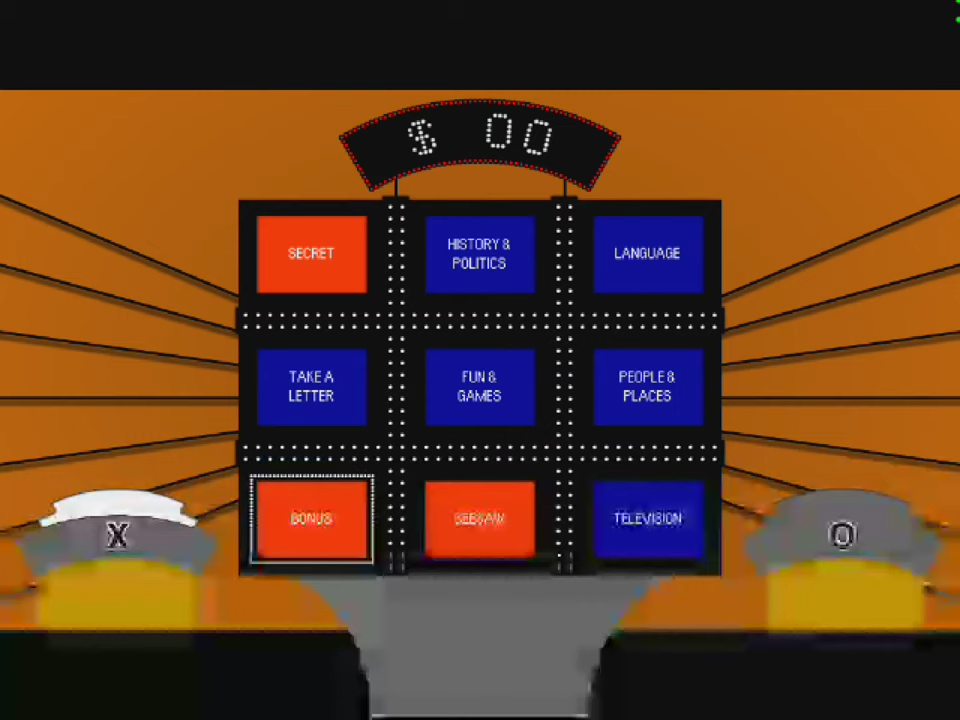 $ 00
SECRET
HISTORY &
POLITICS
LANGUAGE
TAKE A
LETTER
FUN &
GAMES
PEOPLE &
PLACES
BONUS
SEESAW
TELEVISION
X
O